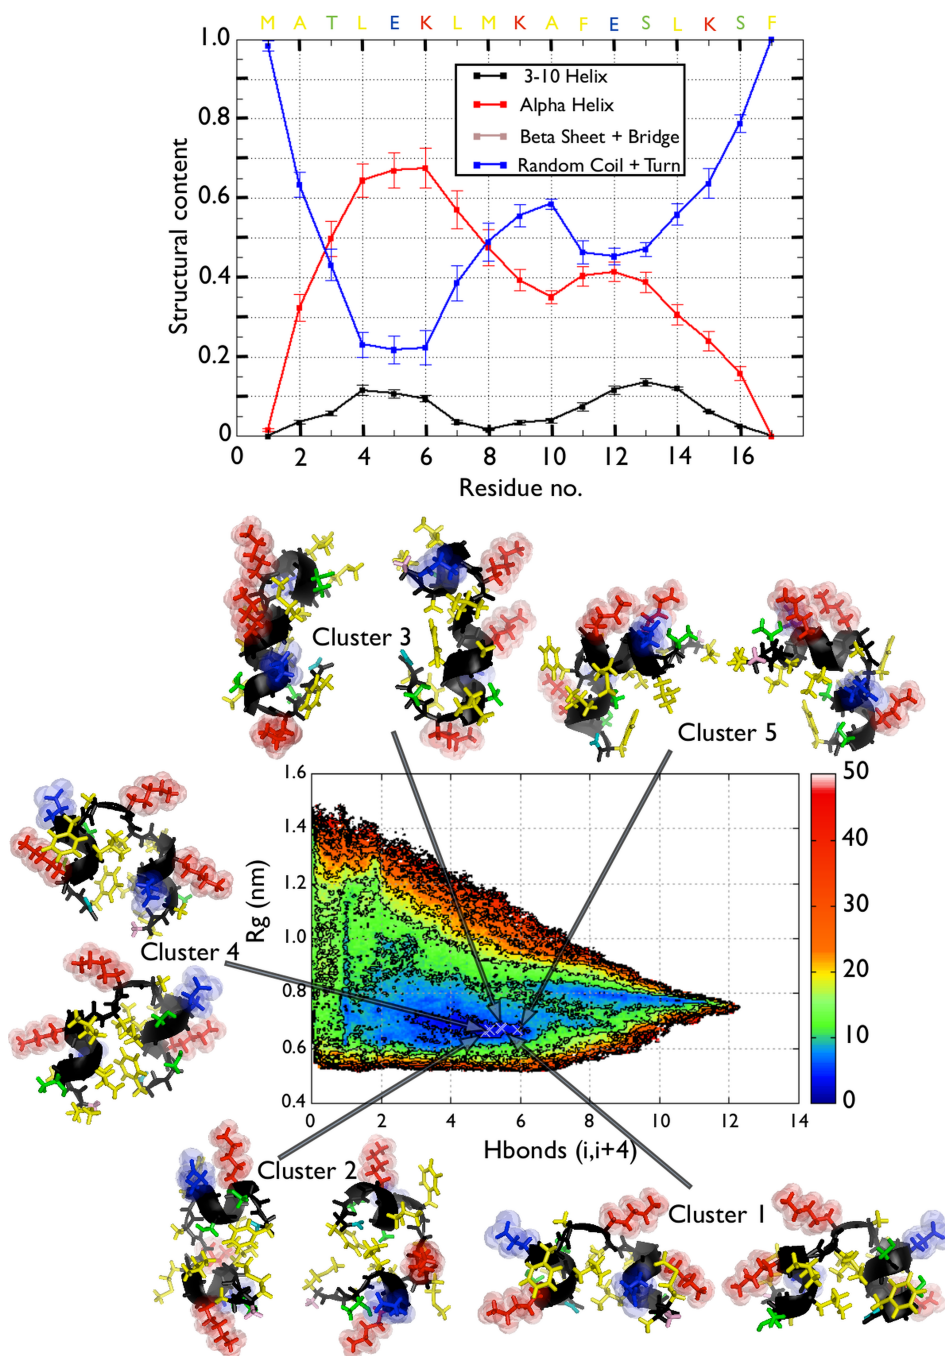 M A T L E K L M K A F E S L K S F
1.0
0.8
0.6
0.4
0.2
0
Structural content
3-10 Helix
Alpha Helix
Beta Sheet + Bridge
Random Coil + Turn
0 2 4 6 8 10 12 14 16
Residue no.
Cluster 3
Cluster 5
Cluster 4
1.6
1.4
1.2
1.0
0.8
0.6
0.4
Rg (nm)
0 2 4 6 8 10 12 14
Hbonds (i,i+4)
50
40
30
20
10
0
Cluster 2
Cluster 1